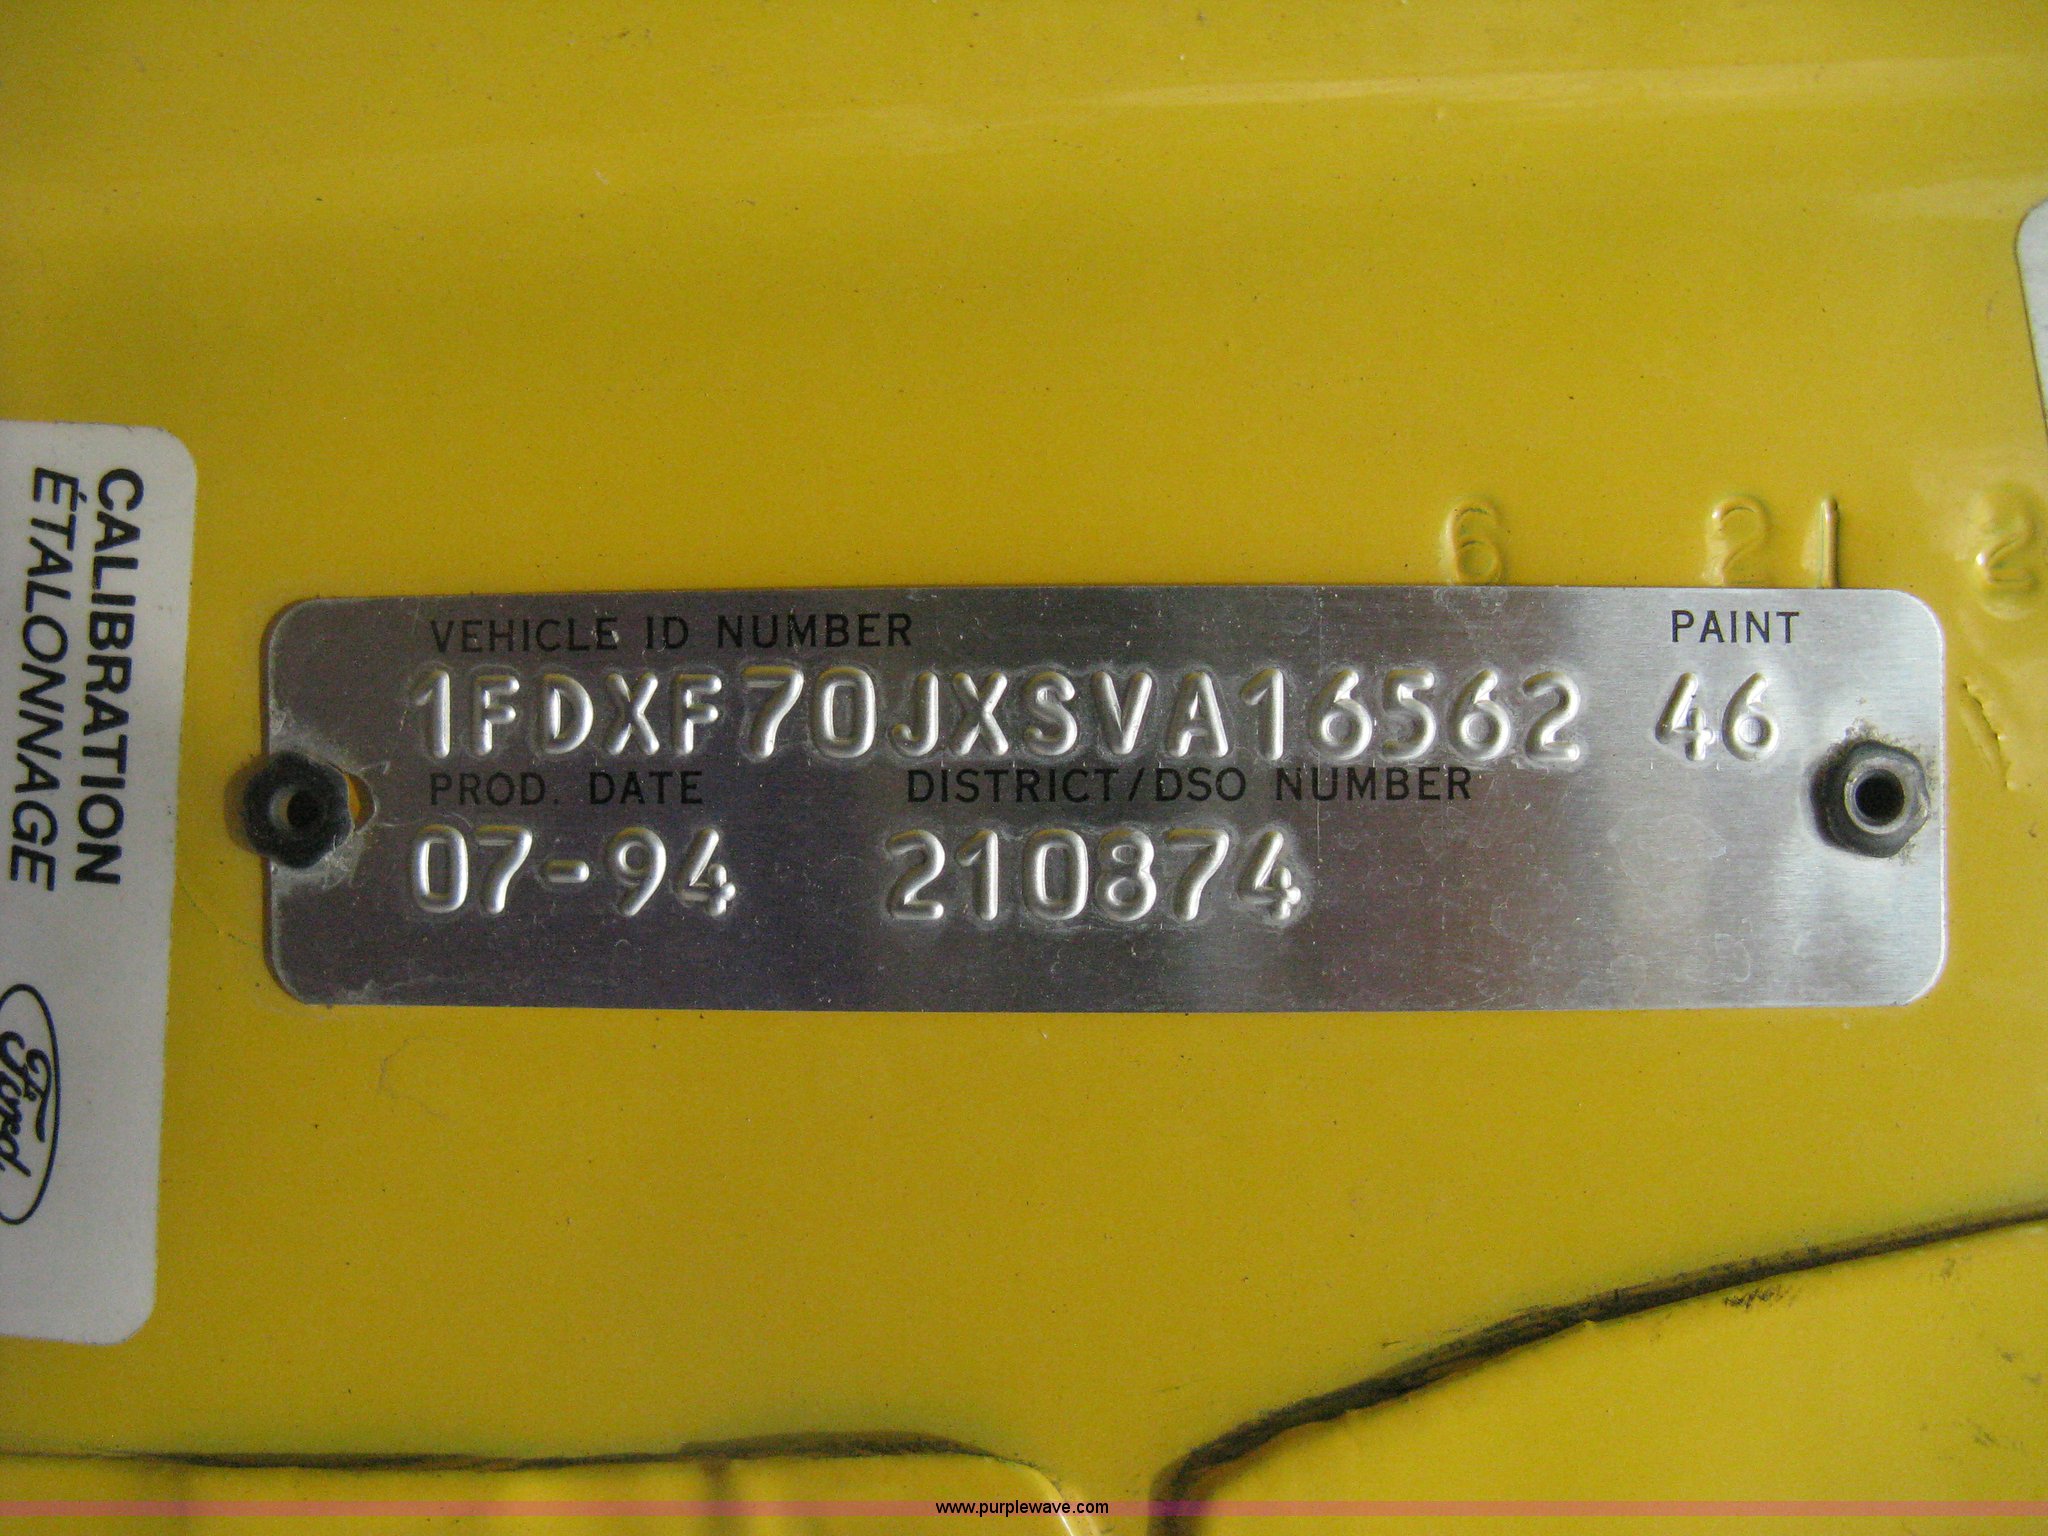 6 21 2
VEHICLE ID NUMBER PAINT
1FDXF70JXSVA16562 46
PROD. DATE DISTRICT/DSO NUMBER
07-94 210874
CALIBRATION
ÉTALONNAGE
Ford
www.purplewave.com